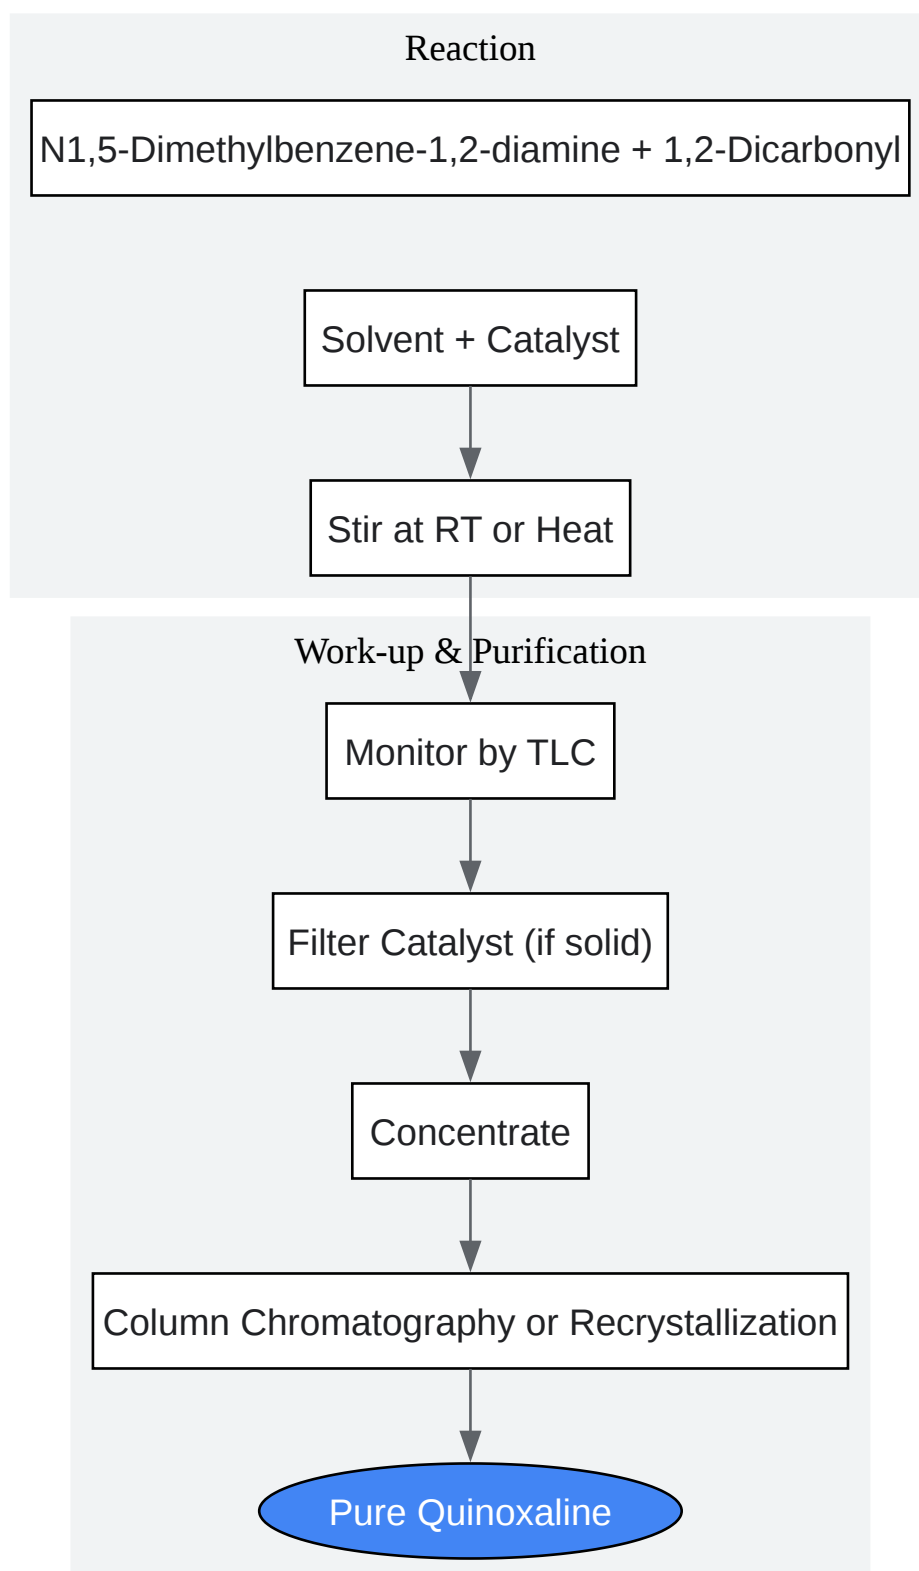 Reaction
N1,5-Dimethylbenzene-1,2-diamine + 1,2-Dicarbonyl
Solvent + Catalyst
Stir at RT or Heat
Work-up & Purification
Monitor by TLC
Filter Catalyst (if solid)
Concentrate
Column Chromatography or Recrystallization
Pure Quinoxaline